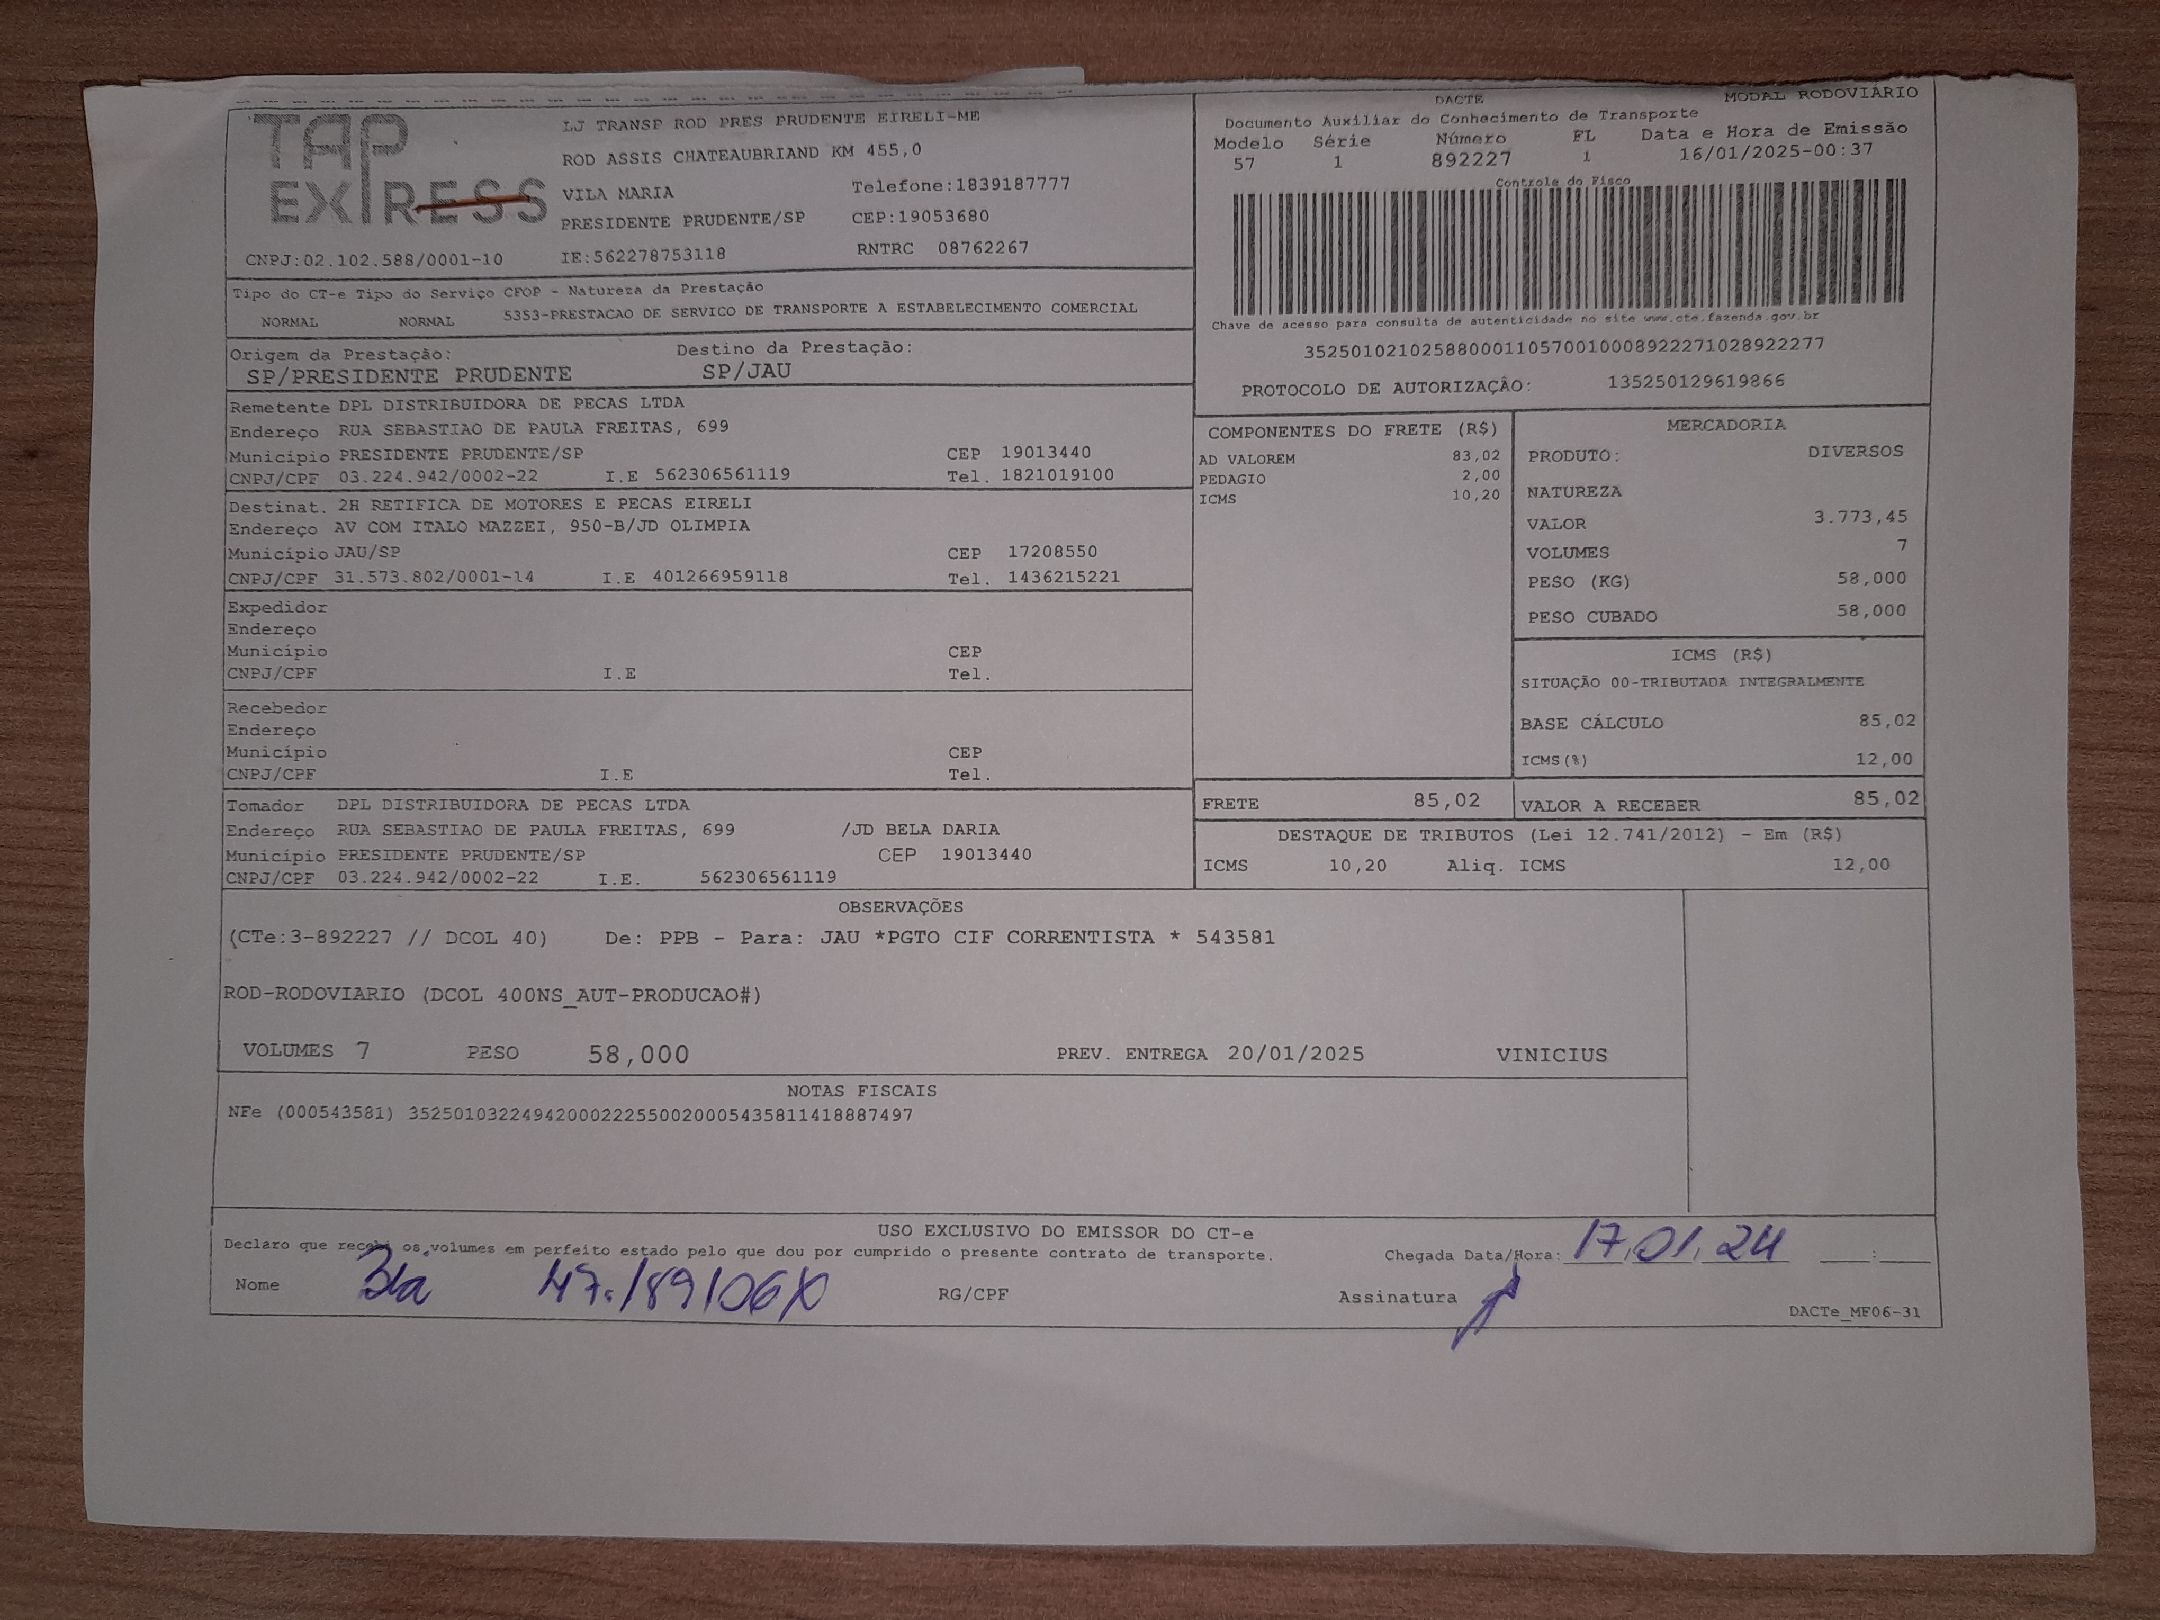 TAP
EXPRESS
CNPJ:02.102.588/0001-10
LJ TRANSP ROD PRES PRUDENTE EIRELI-ME
ROD ASSIS CHATEAUBRIAND KM 455,0
VILA MARIA Telefone:1839187777
PRESIDENTE PRUDENTE/SP CEP:19053680
IE:562278753118 RNTRC 08762267
DACTE MODAL RODOVIÁRIO
Documento Auxiliar do Conhecimento de Transporte
Modelo Série Número FL Data e Hora de Emissão
57 1 892227 1 16/01/2025-00:37
Controle do Fisco
Chave de acesso para consulta de autenticidade no site www.cte.fazenda.gov.br
35250102102588000110570010008922271028922277
PROTOCOLO DE AUTORIZAÇÃO: 135250129619866
Tipo do CT-e Tipo do Serviço CFOP - Natureza da Prestação
NORMAL NORMAL 5353-PRESTACAO DE SERVICO DE TRANSPORTE A ESTABELECIMENTO COMERCIAL
Origem da Prestação: Destino da Prestação:
SP/PRESIDENTE PRUDENTE SP/JAU
Remetente DPL DISTRIBUIDORA DE PECAS LTDA
Endereço RUA SEBASTIAO DE PAULA FREITAS, 699
Município PRESIDENTE PRUDENTE/SP CEP 19013440
CNPJ/CPF 03.224.942/0002-22 I.E 562306561119 Tel. 1821019100
Destinat. 2H RETIFICA DE MOTORES E PECAS EIRELI
Endereço AV COM ITALO MAZZEI, 950-B/JD OLIMPIA
Município JAU/SP CEP 17208550
CNPJ/CPF 31.573.802/0001-14 I.E 401266959118 Tel. 1436215221
Expedidor
Endereço
Município CEP
CNPJ/CPF I.E Tel.
Recebedor
Endereço
Município CEP
CNPJ/CPF I.E Tel.
Tomador DPL DISTRIBUIDORA DE PECAS LTDA
Endereço RUA SEBASTIAO DE PAULA FREITAS, 699 /JD BELA DARIA
Município PRESIDENTE PRUDENTE/SP CEP 19013440
CNPJ/CPF 03.224.942/0002-22 I.E. 562306561119
COMPONENTES DO FRETE (R$)
AD VALOREM 83,02
PEDAGIO 2,00
ICMS 10,20
MERCADORIA
PRODUTO: DIVERSOS
NATUREZA
VALOR 3.773,45
VOLUMES 7
PESO (KG) 58,000
PESO CUBADO 58,000
ICMS (R$)
SITUAÇÃO 00-TRIBUTADA INTEGRALMENTE
BASE CÁLCULO 85,02
ICMS(%) 12,00
FRETE 85,02 VALOR A RECEBER 85,02
DESTAQUE DE TRIBUTOS (Lei 12.741/2012) - Em (R$)
ICMS 10,20 Aliq. ICMS 12,00
OBSERVAÇÕES
(CTe:3-892227 // DCOL 40) De: PPB - Para: JAU *PGTO CIF CORRENTISTA * 543581
ROD-RODOVIARIO (DCOL 400NS_AUT-PRODUCAO#)
VOLUMES 7 PESO 58,000 PREV. ENTREGA 20/01/2025 VINICIUS
NOTAS FISCAIS
NFe (000543581) 35250103224942000222550020005435811418887497
USO EXCLUSIVO DO EMISSOR DO CT-e
Declaro que recebi os volumes em perfeito estado pelo que dou por cumprido o presente contrato de transporte. Chegada Data/Hora: 17 01 24 :
Nome 47.189106X RG/CPF Assinatura
DACTe_MF06-31